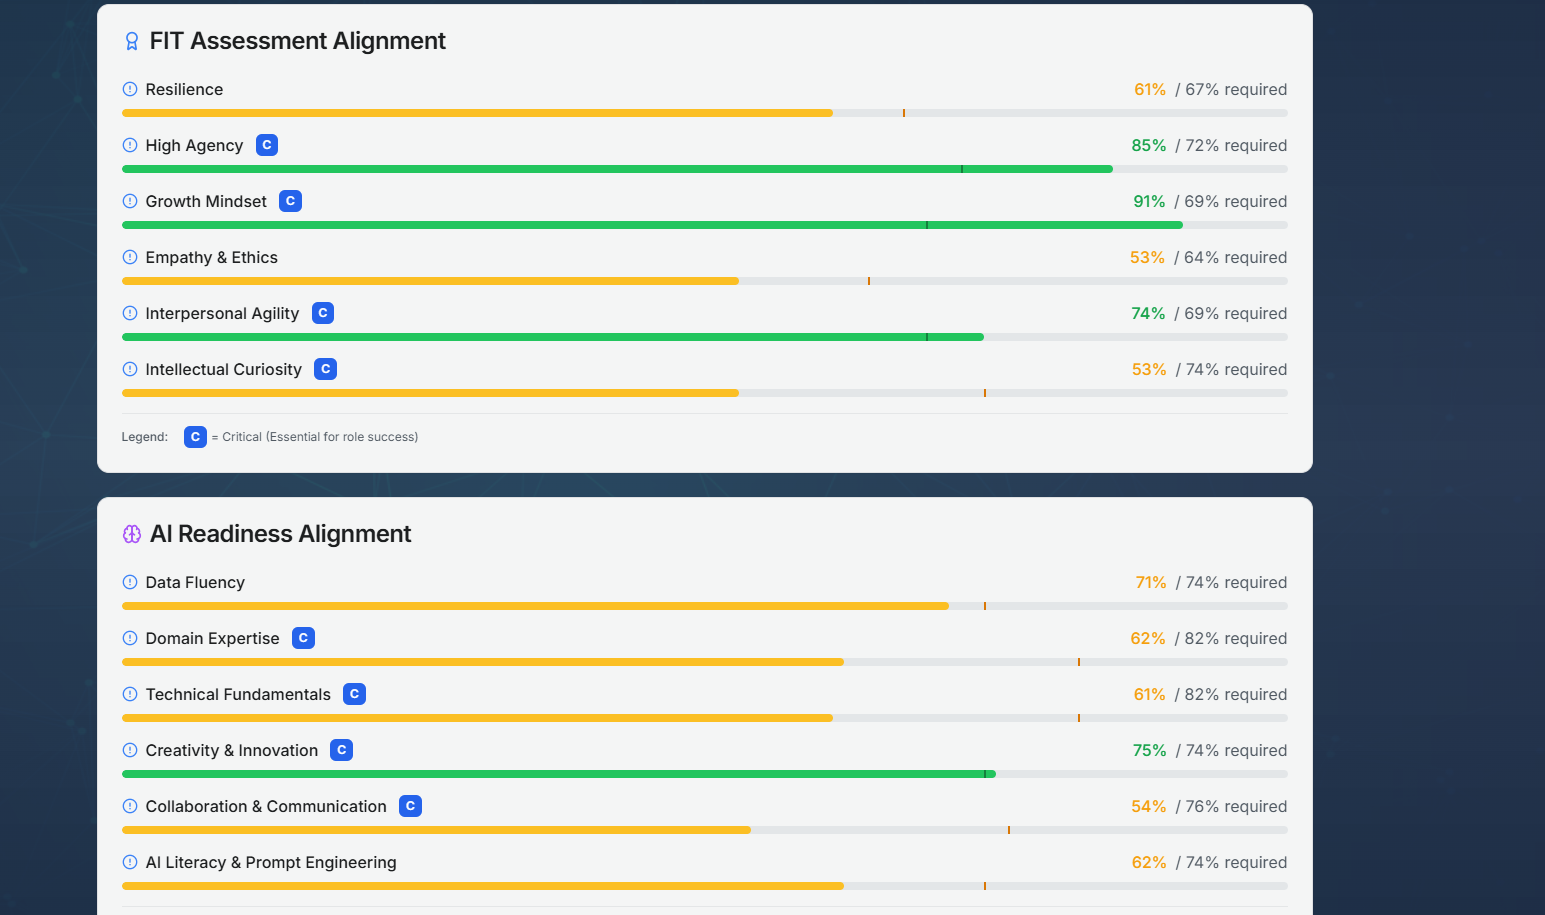 FIT Assessment Alignment
Resilience 61% / 67% required
High Agency C 85% / 72% required
Growth Mindset C 91% / 69% required
Empathy & Ethics 53% / 64% required
Interpersonal Agility C 74% / 69% required
Intellectual Curiosity C 53% / 74% required
Legend: C = Critical (Essential for role success)
AI Readiness Alignment
Data Fluency 71% / 74% required
Domain Expertise C 62% / 82% required
Technical Fundamentals C 61% / 82% required
Creativity & Innovation C 75% / 74% required
Collaboration & Communication C 54% / 76% required
AI Literacy & Prompt Engineering 62% / 74% required